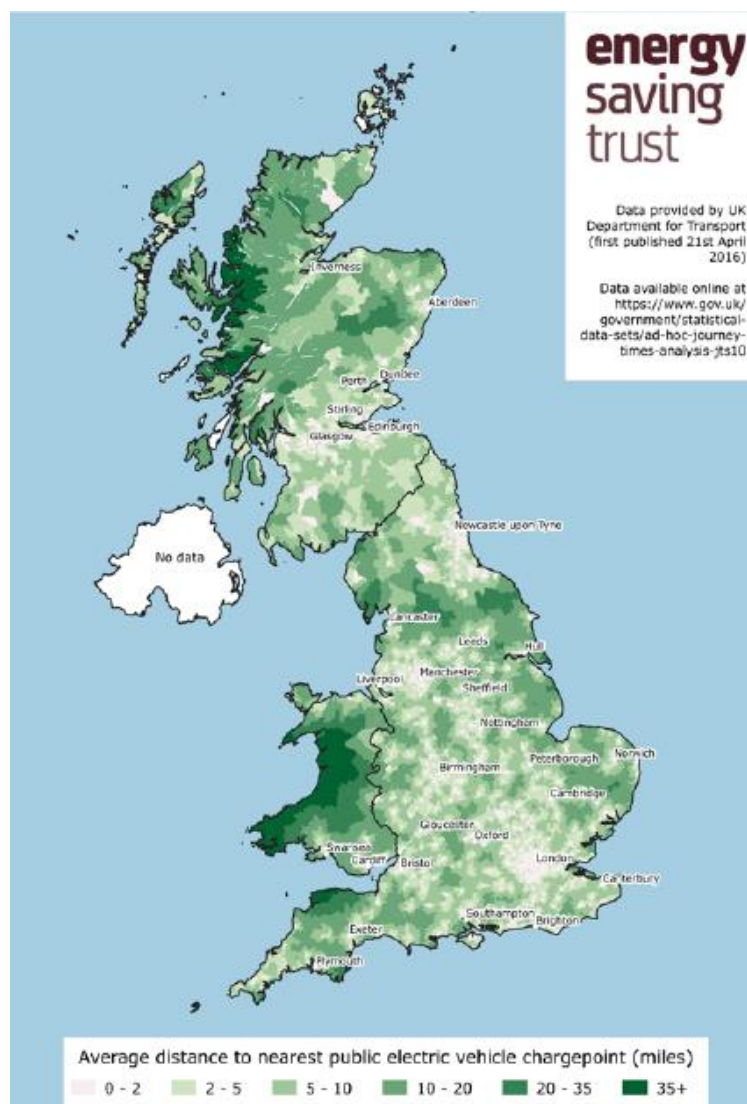 energy
saving
trust
Data provided by UK
Department for Transport
(first published 21st April
2016)
Data available online at
https://www.gov.uk/
government/statistical-
data-sets/ad-hoc-journey-
times-analysis-jts10
Inverness
Aberdeen
Dundee
Perth
Stirling
Edinburgh
Glasgow
Newcastle upon Tyne
No data
Lancaster
Leeds
Hull
Manchester
Liverpool
Sheffield
Nottingham
Norwich
Peterborough
Birmingham
Cambridge
Gloucester
Oxford
Swansea
Cardiff
Bristol
London
Canterbury
Southampton
Brighton
Exeter
Plymouth
Average distance to nearest public electric vehicle chargepoint (miles)
0 - 2 2 - 5 5 - 10 10 - 20 20 - 35 35+